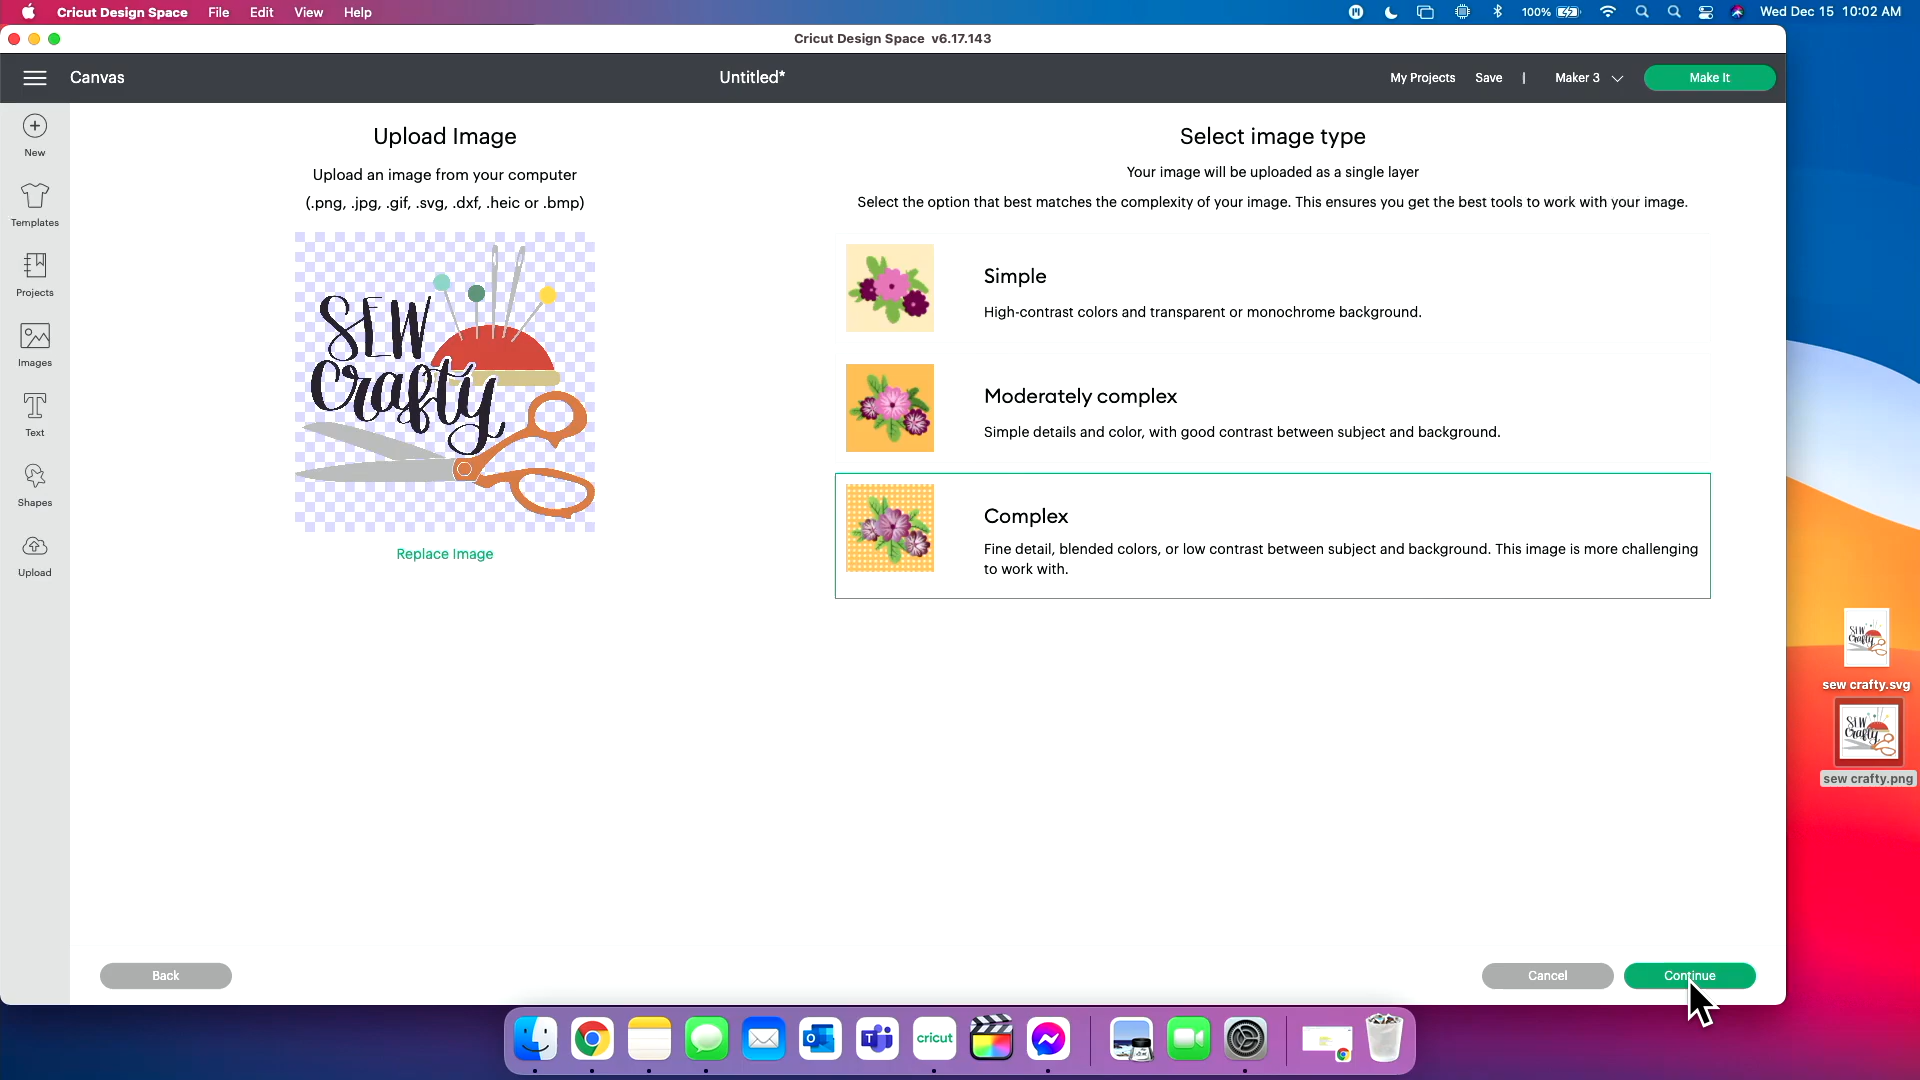 Cricut Design Space File Edit View Help
100% Wed Dec 15 10:02 AM
Cricut Design Space v6.17.143
Canvas
Untitled*
My Projects Save | Maker 3 Make It
New
Templates
Projects
Images
Text
Shapes
Upload
Upload Image
Upload an image from your computer
(.png, .jpg, .gif, .svg, .dxf, .heic or .bmp)
SEW
Crafty
Replace Image
Select image type
Your image will be uploaded as a single layer
Select the option that best matches the complexity of your image. This ensures you get the best tools to work with your image.
Simple
High-contrast colors and transparent or monochrome background.
Moderately complex
Simple details and color, with good contrast between subject and background.
Complex
Fine detail, blended colors, or low contrast between subject and background. This image is more challenging
to work with.
SEW
Crafty
sew crafty.svg
SEW
Crafty
sew crafty.png
Back
Cancel
Continue
cricut